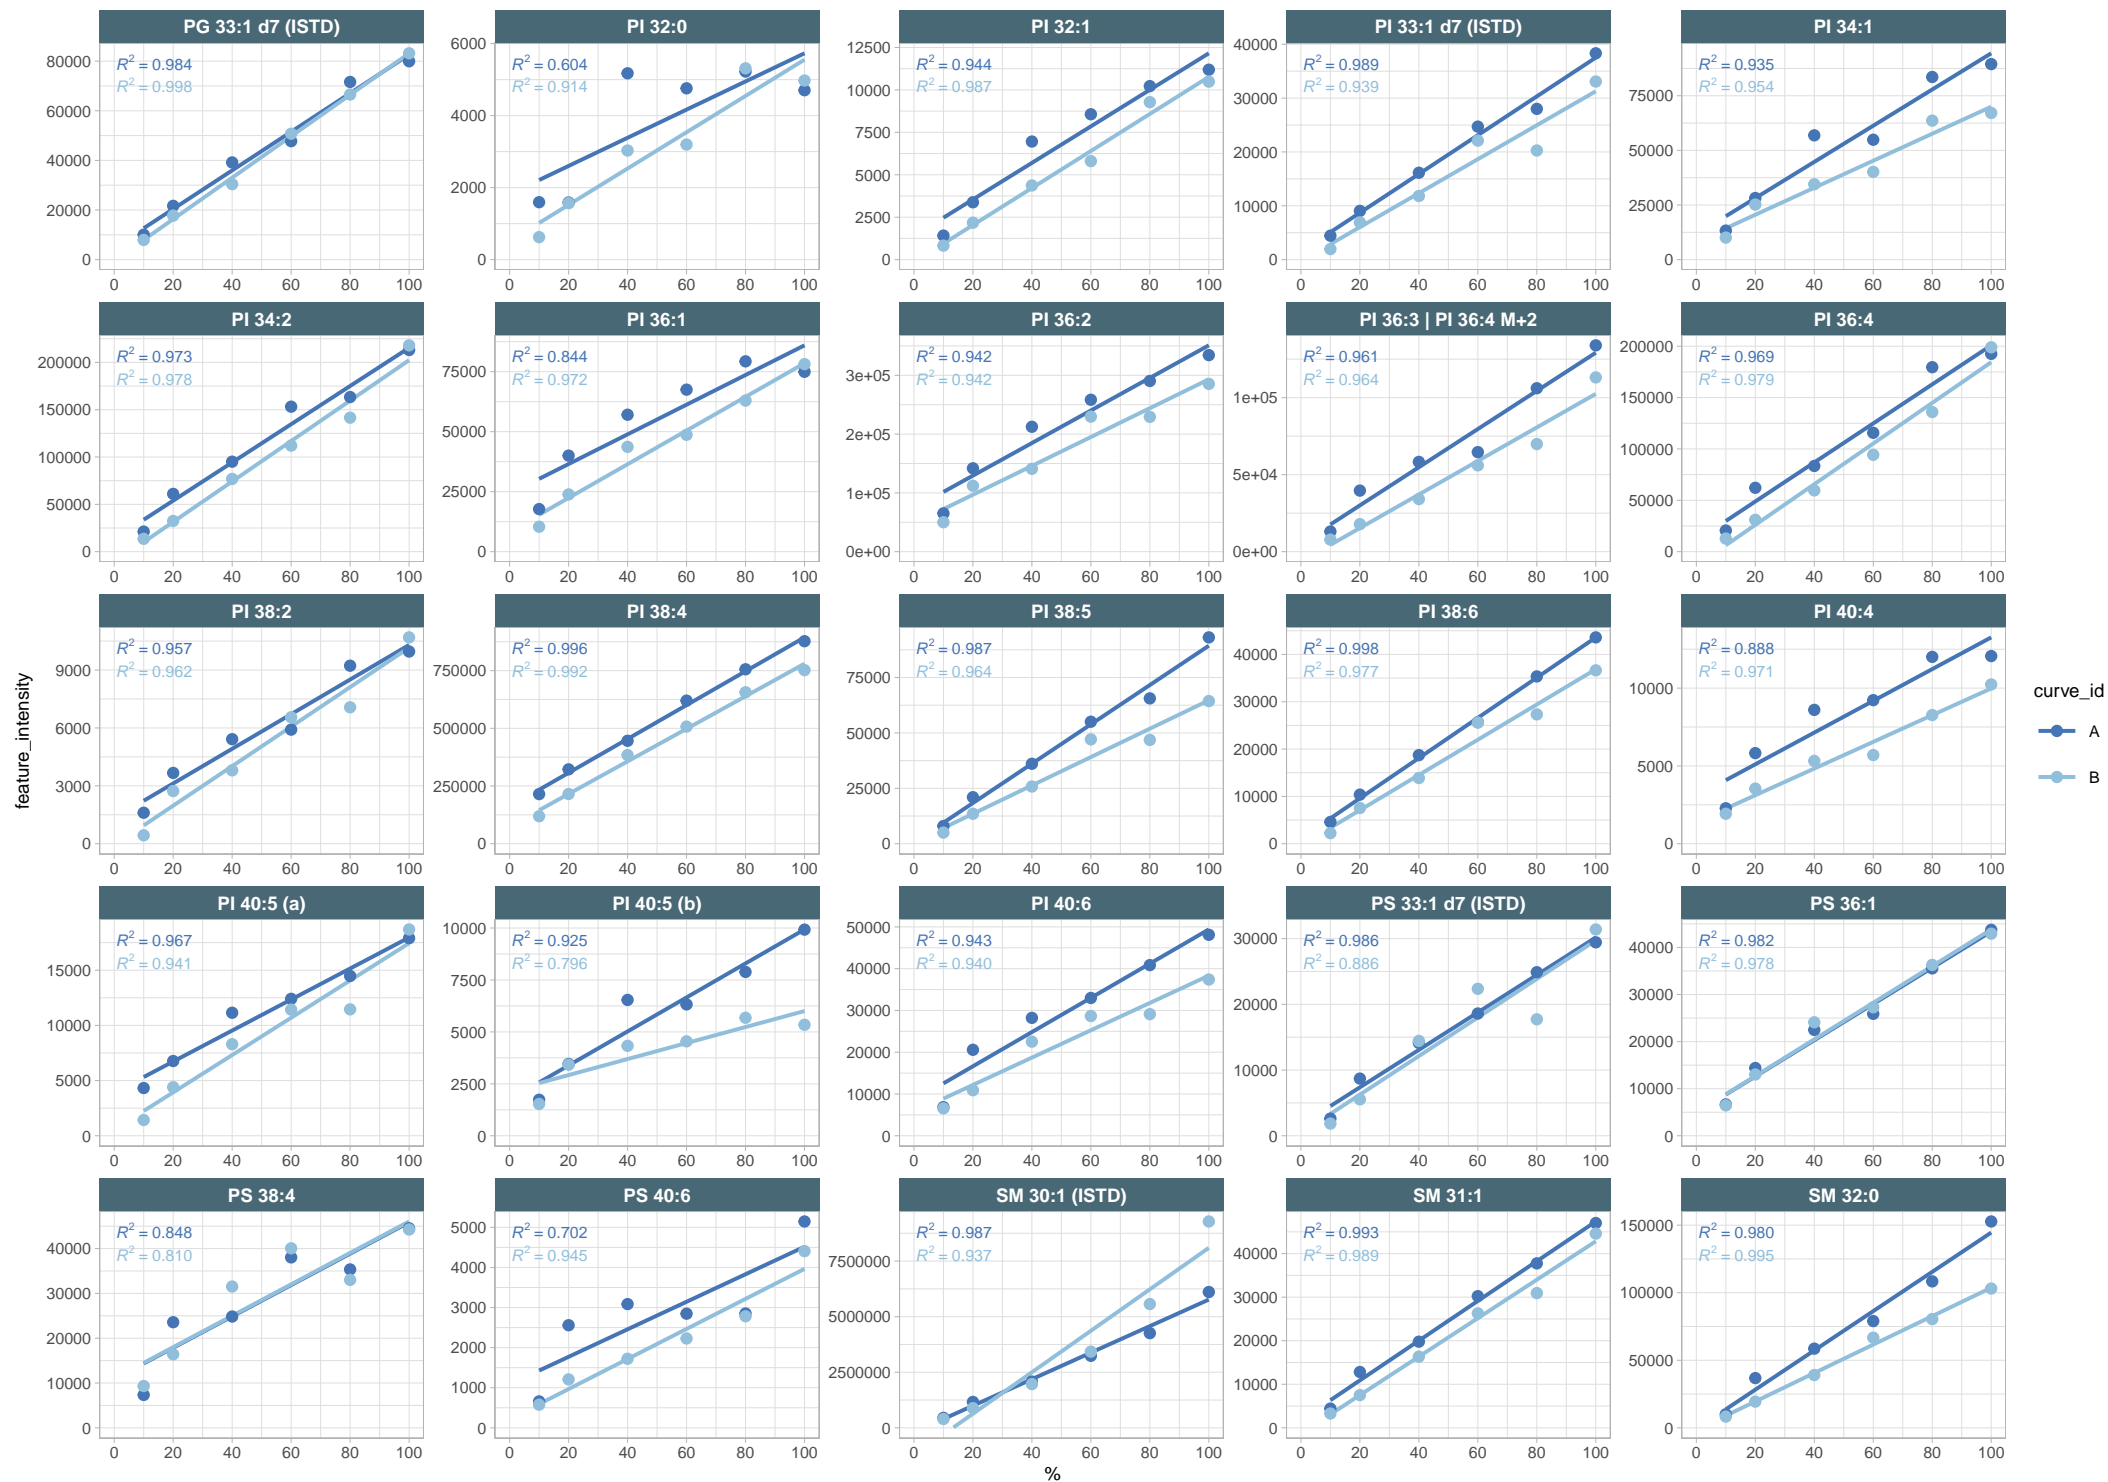 PG 33:1 d7 (ISTD)
R² = 0.984
R² = 0.998
80000
60000
40000
20000
0
0 20 40 60 80 100
PI 32:0
R² = 0.604
R² = 0.914
6000
4000
2000
0
0 20 40 60 80 100
PI 32:1
R² = 0.944
R² = 0.987
12500
10000
7500
5000
2500
0
0 20 40 60 80 100
PI 33:1 d7 (ISTD)
R² = 0.989
R² = 0.939
40000
30000
20000
10000
0
0 20 40 60 80 100
PI 34:1
R² = 0.935
R² = 0.954
75000
50000
25000
0
0 20 40 60 80 100
PI 34:2
R² = 0.973
R² = 0.978
200000
150000
100000
50000
0
0 20 40 60 80 100
PI 36:1
R² = 0.844
R² = 0.972
75000
50000
25000
0
0 20 40 60 80 100
PI 36:2
R² = 0.942
R² = 0.942
3e+05
2e+05
1e+05
0e+00
0 20 40 60 80 100
PI 36:3 | PI 36:4 M+2
R² = 0.961
R² = 0.964
1e+05
5e+04
0e+00
0 20 40 60 80 100
PI 36:4
R² = 0.969
R² = 0.979
200000
150000
100000
50000
0
0 20 40 60 80 100
PI 38:2
R² = 0.957
R² = 0.962
9000
6000
3000
0
0 20 40 60 80 100
PI 38:4
R² = 0.996
R² = 0.992
750000
500000
250000
0
0 20 40 60 80 100
PI 38:5
R² = 0.987
R² = 0.964
75000
50000
25000
0
0 20 40 60 80 100
PI 38:6
R² = 0.998
R² = 0.977
40000
30000
20000
10000
0
0 20 40 60 80 100
PI 40:4
R² = 0.888
R² = 0.971
10000
5000
0
0 20 40 60 80 100
PI 40:5 (a)
R² = 0.967
R² = 0.941
15000
10000
5000
0
0 20 40 60 80 100
PI 40:5 (b)
R² = 0.925
R² = 0.796
10000
7500
5000
2500
0
0 20 40 60 80 100
PI 40:6
R² = 0.943
R² = 0.940
50000
40000
30000
20000
10000
0
0 20 40 60 80 100
PS 33:1 d7 (ISTD)
R² = 0.986
R² = 0.886
30000
20000
10000
0
0 20 40 60 80 100
PS 36:1
R² = 0.982
R² = 0.978
40000
30000
20000
10000
0
0 20 40 60 80 100
PS 38:4
R² = 0.848
R² = 0.810
40000
30000
20000
10000
0
0 20 40 60 80 100
PS 40:6
R² = 0.702
R² = 0.945
5000
4000
3000
2000
1000
0
0 20 40 60 80 100
SM 30:1 (ISTD)
R² = 0.987
R² = 0.937
7500000
5000000
2500000
0
0 20 40 60 80 100
SM 31:1
R² = 0.993
R² = 0.989
40000
30000
20000
10000
0
0 20 40 60 80 100
SM 32:0
R² = 0.980
R² = 0.995
150000
100000
50000
0
0 20 40 60 80 100
feature_intensity
%
curve_id
A
B